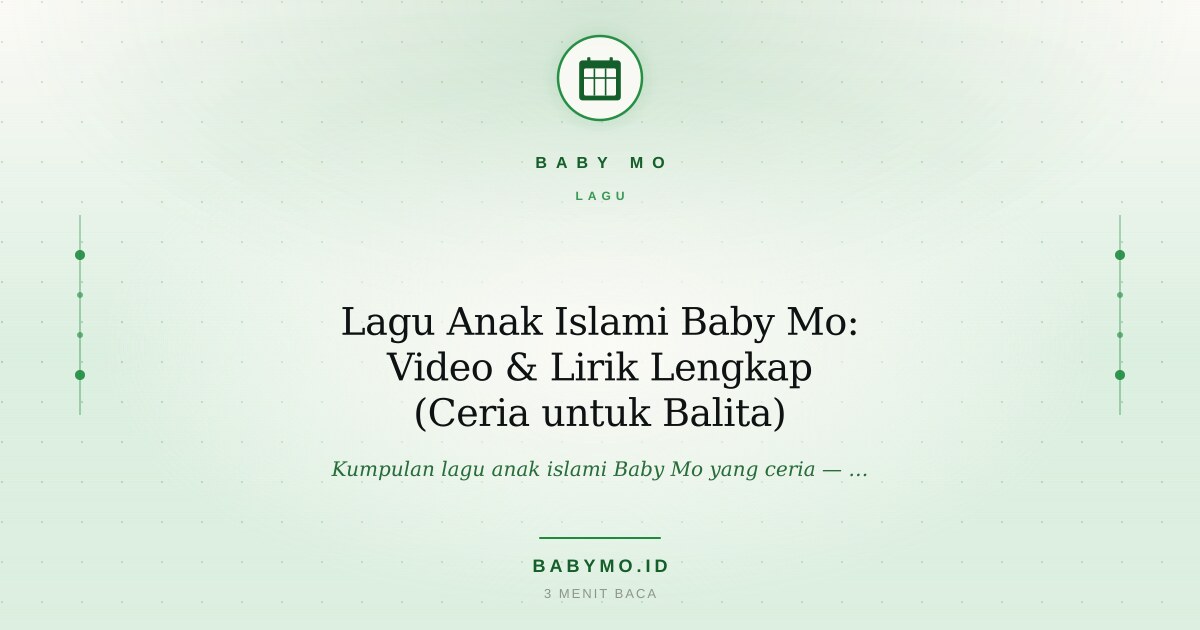 BABY MO
LAGU
Lagu Anak Islami Baby Mo:
Video & Lirik Lengkap
(Ceria untuk Balita)
Kumpulan lagu anak islami Baby Mo yang ceria — ...
BABYMO.ID
3 MENIT BACA